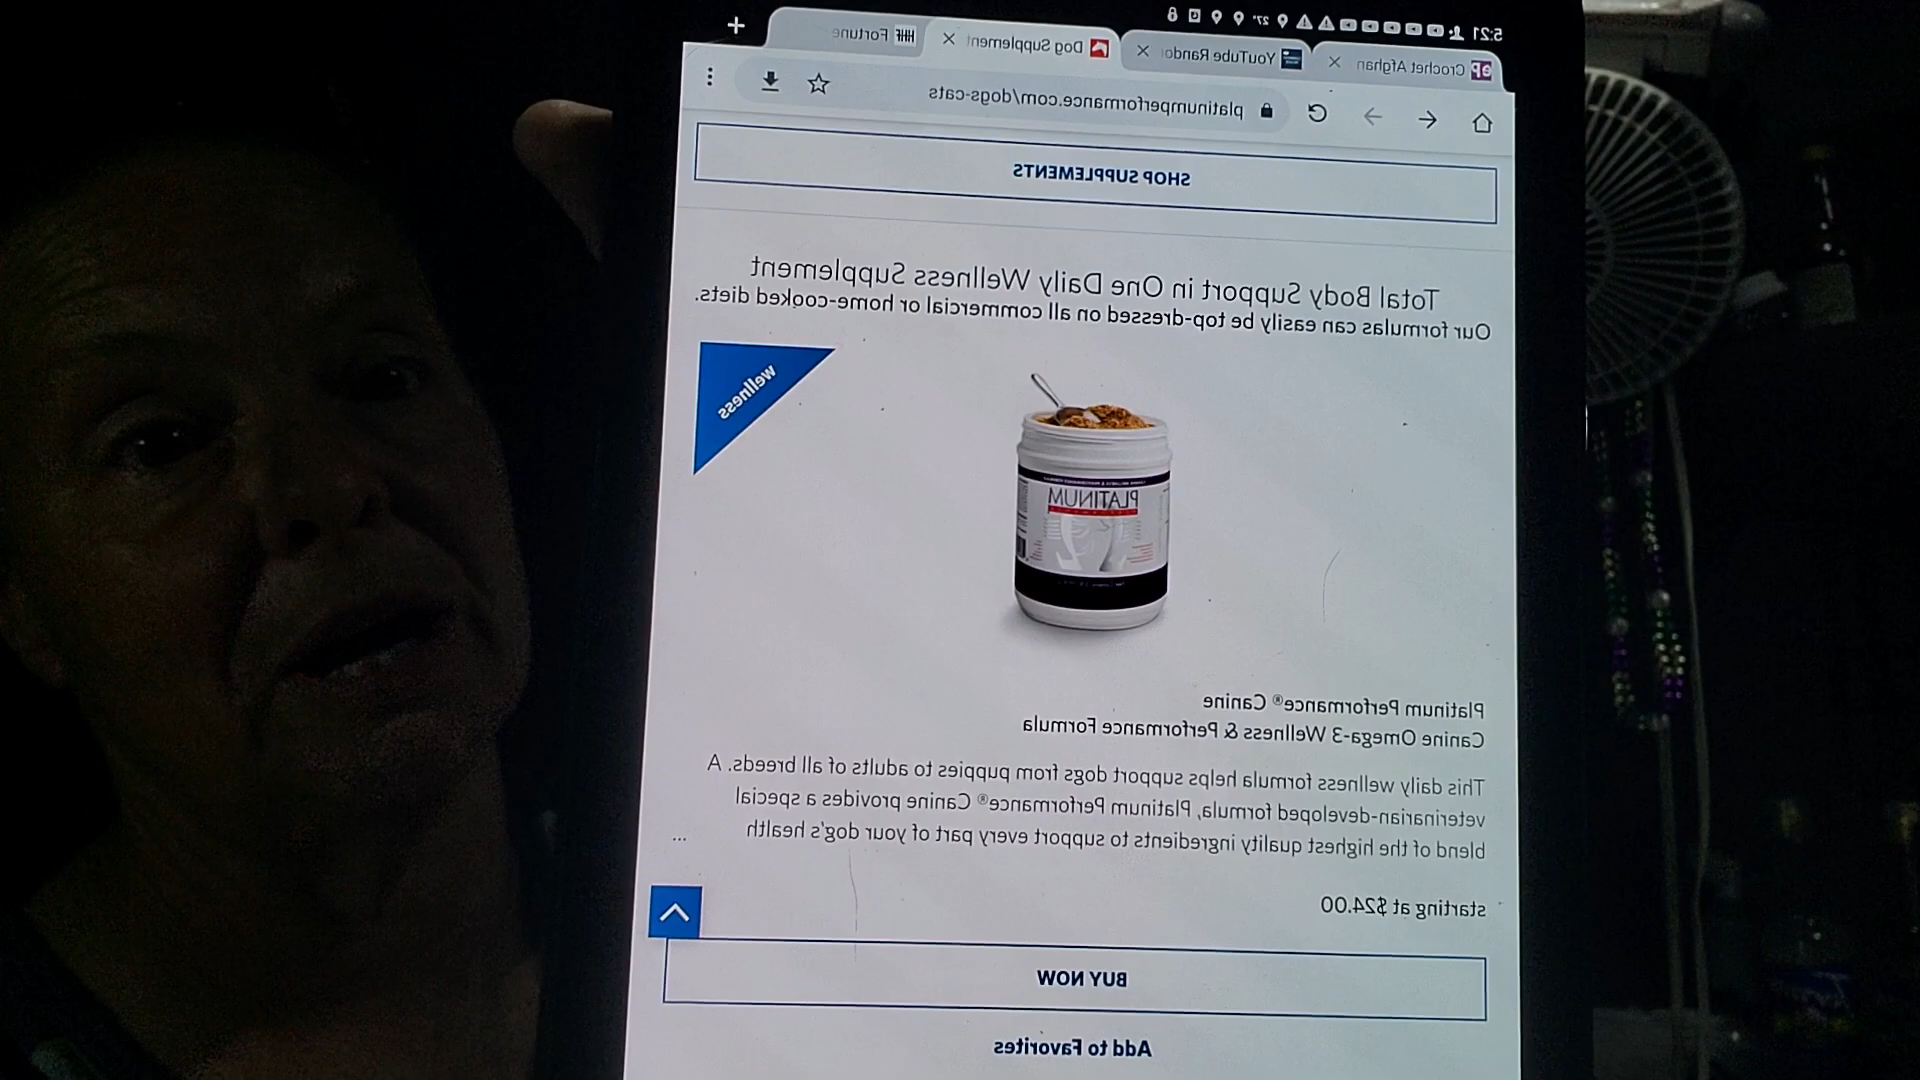 5:21
27°
Crochet Afghan
YouTube Rando
Dog Supplement
HHF Fortune
platinumperformance.com/dogs-cats
SHOP SUPPLEMENTS
Total Body Support in One Daily Wellness Supplement
Our formulas can easily be top-dressed on all commercial or home-cooked diets.
wellness
PLATINUM
Platinum Performance® Canine
Canine Omega-3 Wellness & Performance Formula
This daily wellness formula helps support dogs from puppies to adults of all breeds. A
veterinarian-developed formula, Platinum Performance® Canine provides a special
blend of the highest quality ingredients to support every part of your dog's health
...
starting at $24.00
BUY NOW
Add to Favorites